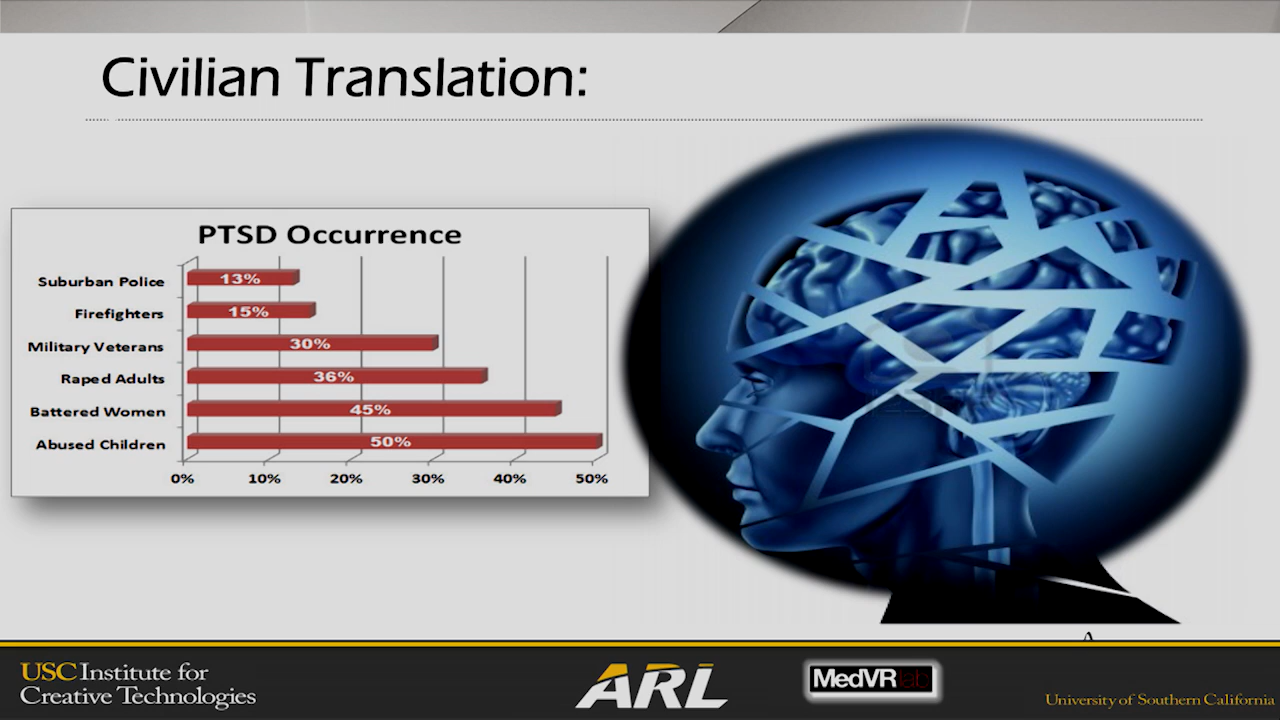 Civilian Translation:
PTSD Occurrence
Suburban Police 13%
Firefighters 15%
Military Veterans 30%
Raped Adults 36%
Battered Women 45%
Abused Children 50%
0% 10% 20% 30% 40% 50%
USC Institute for
Creative Technologies
ARL
MedVR lab
University of Southern California